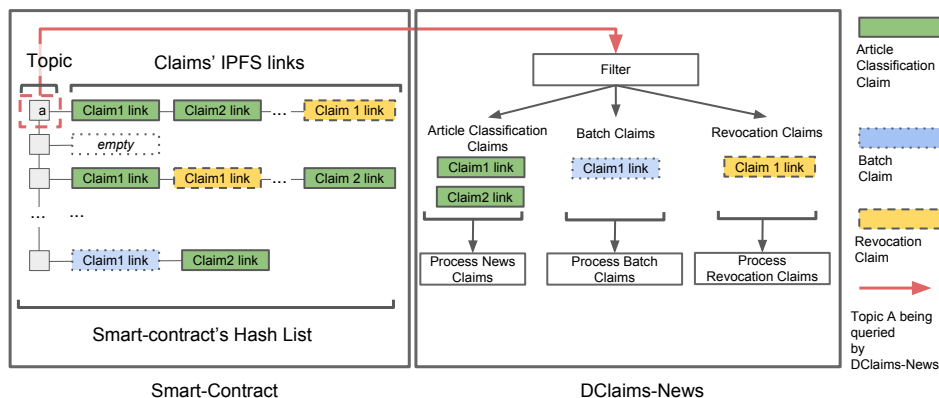 Topic
Claims' IPFS links
a
Claim1 link
Claim2 link
...
Claim 1 link
empty
Claim1 link
Claim1 link
...
Claim 2 link
...
...
Claim1 link
Claim2 link
Smart-contract's Hash List
Smart-Contract
Filter
Article Classification
Claims
Claim1 link
Claim2 link
Process News
Claims
Batch Claims
Claim1 link
Process Batch
Claims
Revocation Claims
Claim 1 link
Process
Revocation Claims
DClaims-News
Article
Classification
Claim
Batch
Claim
Revocation
Claim
Topic A being
queried
by
DClaims-News